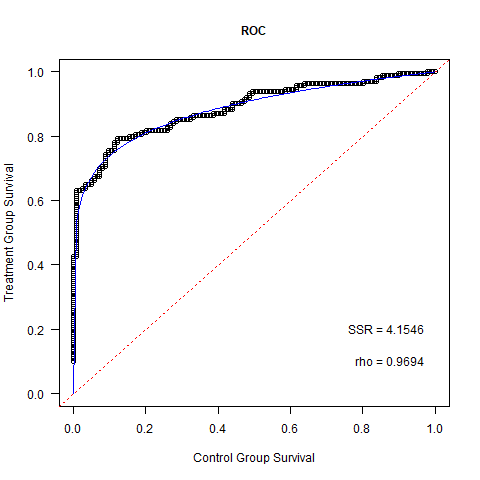 ROC
Treatment Group Survival
1.0
0.8
0.6
0.4
0.2
0.0
SSR = 4.1546
rho = 0.9694
0.0 0.2 0.4 0.6 0.8 1.0
Control Group Survival